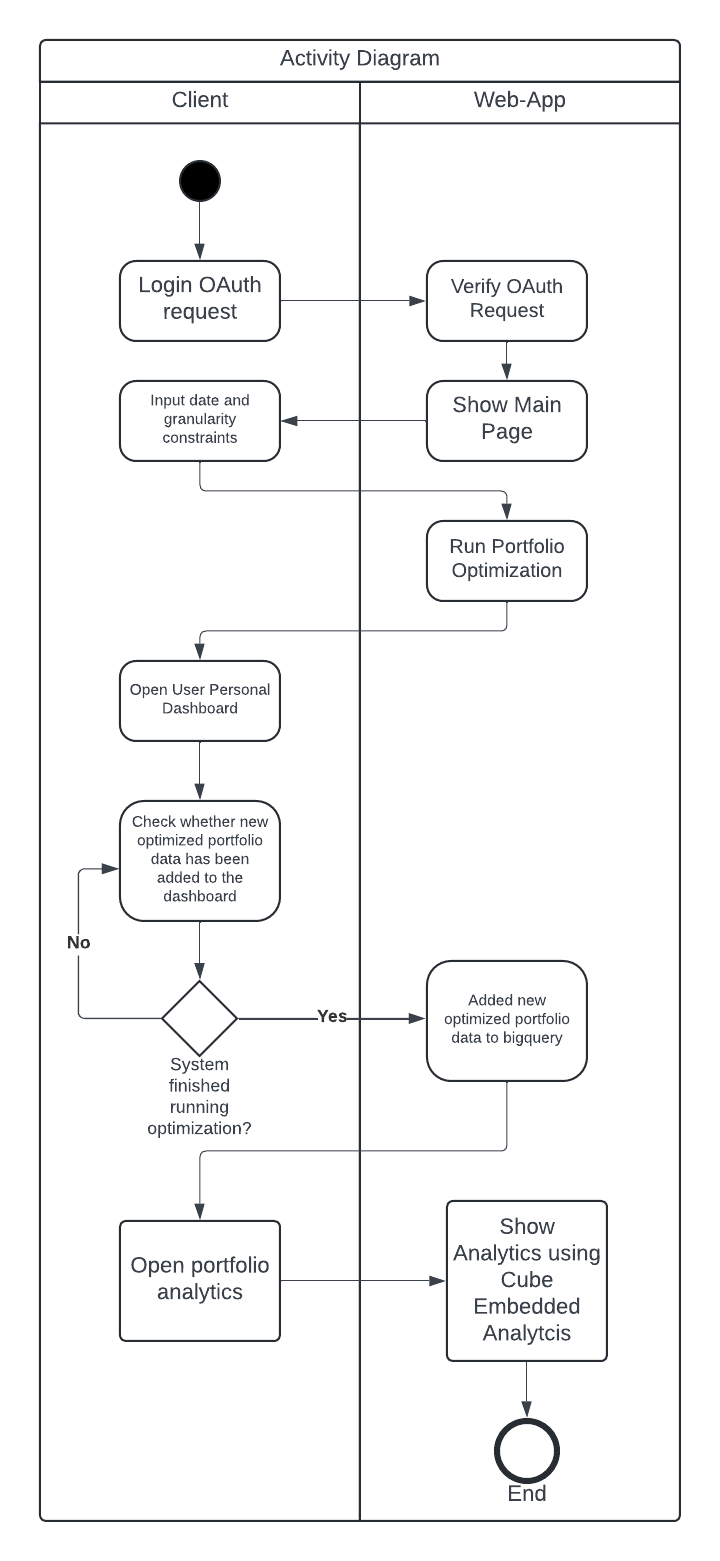 Activity Diagram
Client
Web-App
Login OAuth
request
Verify OAuth
Request
Input date and
granularity
constraints
Show Main
Page
Run Portfolio
Optimization
Open User Personal
Dashboard
Check whether new
optimized portfolio
data has been
added to the
dashboard
No
Yes
Added new
optimized portfolio
data to bigquery
System
finished
running
optimization?
Open portfolio
analytics
Show
Analytics using
Cube
Embedded
Analytcis
End